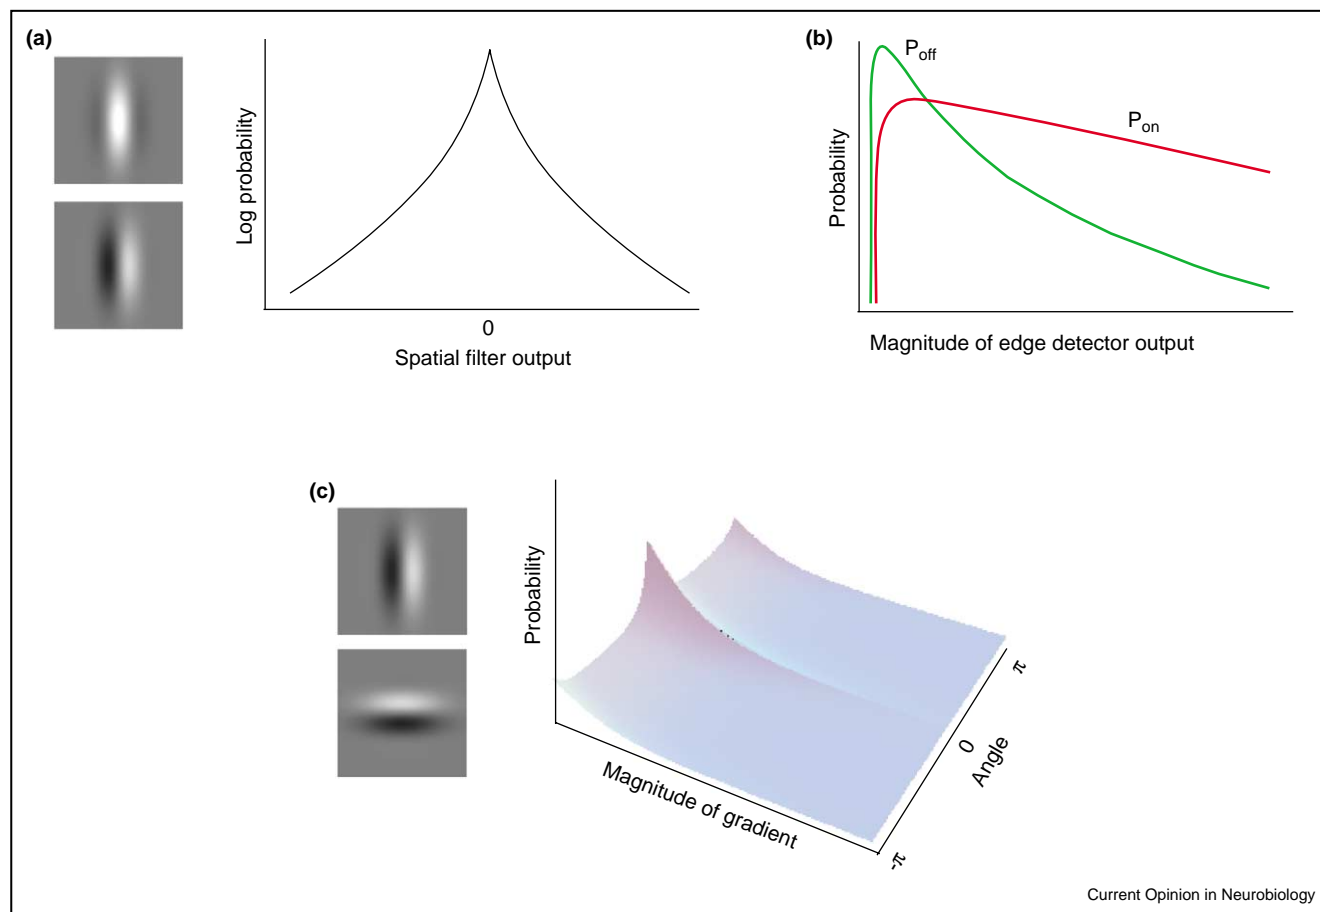 (a)
Log probability
0
Spatial filter output
(b)
Poff
Pon
Probability
Magnitude of edge detector output
(c)
Probability
Magnitude of gradient
-π
0
π
Angle
Current Opinion in Neurobiology